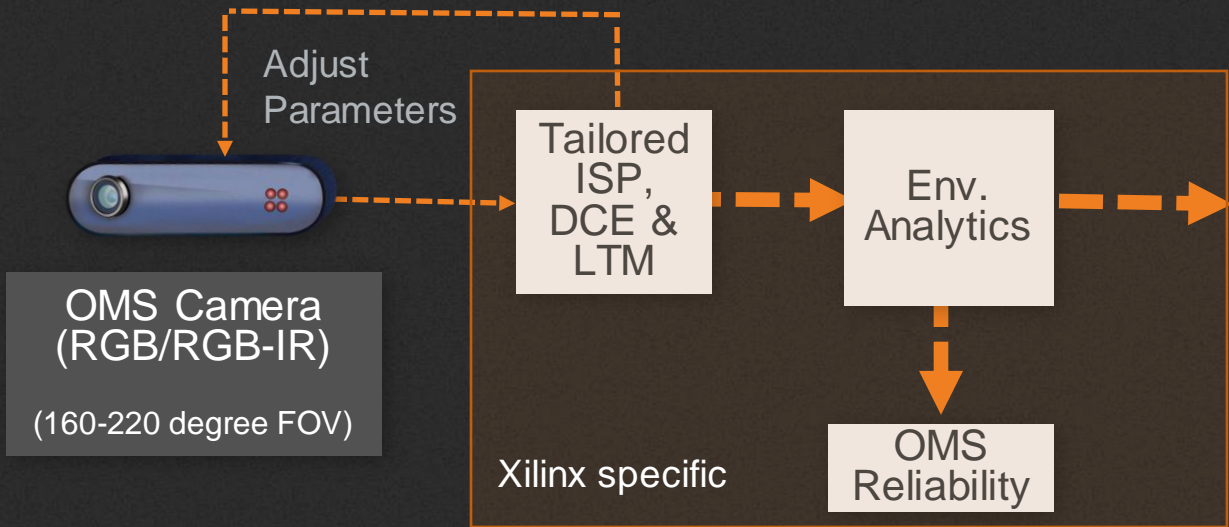 Adjust
Parameters
Tailored
ISP,
DCE &
LTM
Env.
Analytics
OMS Camera
(RGB/RGB-IR)
(160-220 degree FOV)
OMS
Reliability
Xilinx specific